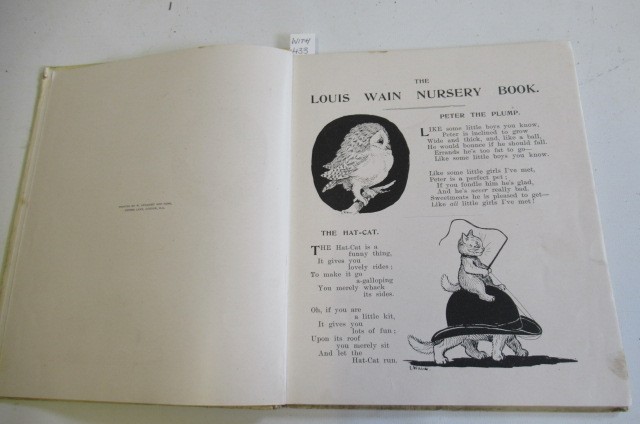 THE
LOUIS WAIN NURSERY BOOK.
PETER THE PLUMP.
LIKE some little boys you know,
Peter is inclined to grow
Wide and thick, and, like a ball,
He would bounce if he should fall.
Errands he's too fat to go—
Like some little boys you know.
Like some little girls I've met,
Peter is a perfect pet;
If you fondle him he's glad,
And he's never really bad,
Sweetments he is pleased to get—
Like all little girls I've met!
THE HAT-CAT.
THE Hat-Cat is a
funny thing,
It gives you
lovely rides;
To make it go
a-galloping
You merely whack
its sides.
Oh, if you are
a little kit,
It gives you
lots of fun;
Upon its roof
you merely sit
And let the
Hat-Cat run.